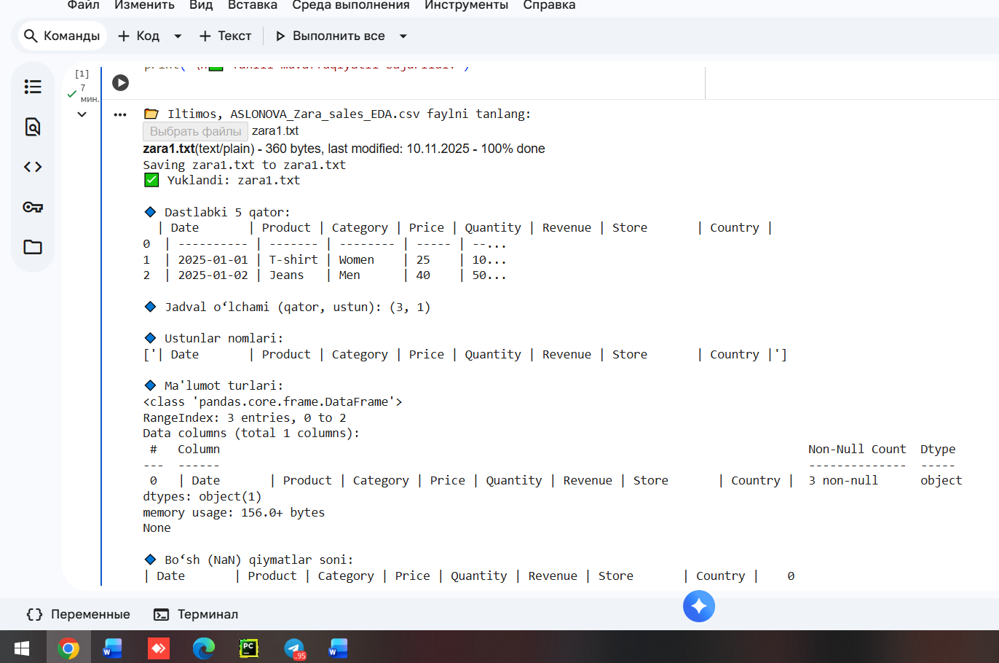 Файл Изменить Вид Вставка Среда выполнения Инструменты Справка
Команды + Код + Текст Выполнить все
[1]
7
мин.
📂 Iltimos, ASLONOVA_Zara_sales_EDA.csv faylni tanlang:
Выбрать файлы zara1.txt
zara1.txt(text/plain) - 360 bytes, last modified: 10.11.2025 - 100% done
Saving zara1.txt to zara1.txt
✅ Yuklandi: zara1.txt
🔹 Dastlabki 5 qator:
  | Date       | Product | Category | Price | Quantity | Revenue | Store       | Country |
0  | ---------- | ------- | -------- | ----- | --...
1  | 2025-01-01 | T-shirt | Women    | 25    | 10...
2  | 2025-01-02 | Jeans   | Men      | 40    | 50...
🔹 Jadval o‘lchami (qator, ustun): (3, 1)
🔹 Ustunlar nomlari:
['| Date       | Product | Category | Price | Quantity | Revenue | Store       | Country |']
🔹 Ma'lumot turlari:
<class 'pandas.core.frame.DataFrame'>
RangeIndex: 3 entries, 0 to 2
Data columns (total 1 columns):
 #   Column                                                                                    Non-Null Count  Dtype
---  ------                                                                                    --------------  -----
 0   | Date       | Product | Category | Price | Quantity | Revenue | Store       | Country |  3 non-null      object
dtypes: object(1)
memory usage: 156.0+ bytes
None
🔹 Bo‘sh (NaN) qiymatlar soni:
| Date       | Product | Category | Price | Quantity | Revenue | Store       | Country |    0
Переменные Терминал
W PC .95 W